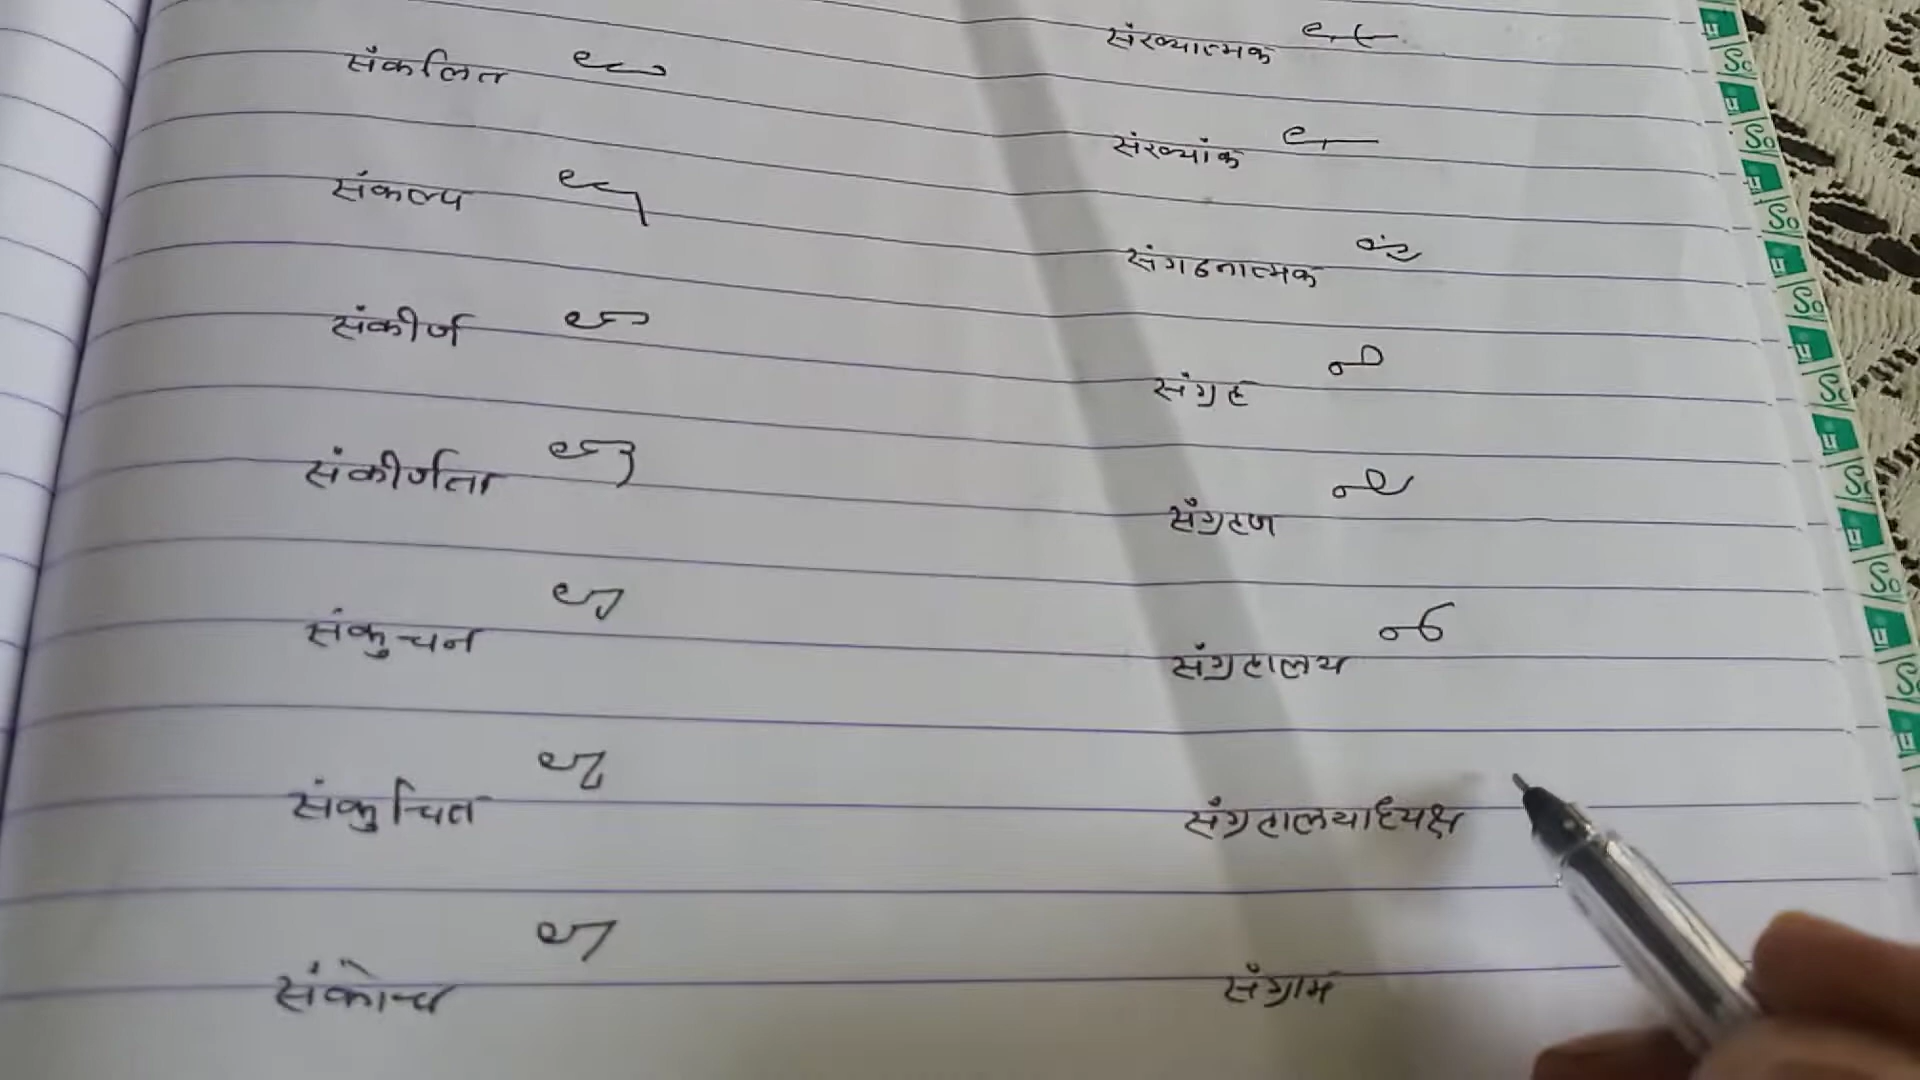 संकलित
संकल्प
संकीर्ण
संकीर्णता
संकुचन
संकुचित
संकोच
संख्यात्मक
संख्यांक
संगठनात्मक
संग्रह
संग्रहण
संग्रहालय
संग्रहालयाध्यक्ष
संग्राम